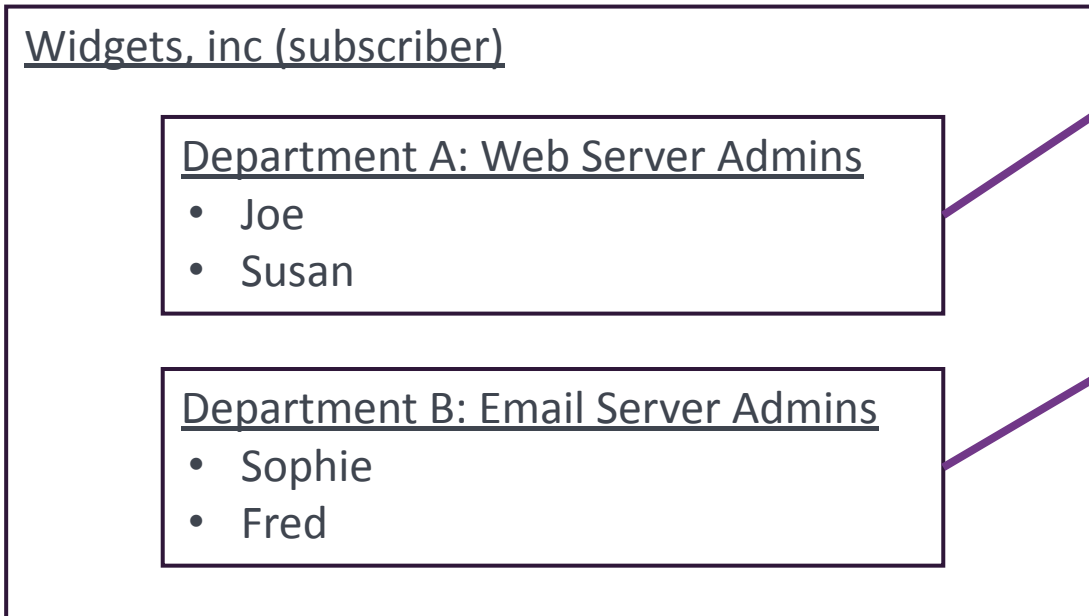 Widgets, inc (subscriber)
Department A: Web Server Admins
• Joe
• Susan
Department B: Email Server Admins
• Sophie
• Fred